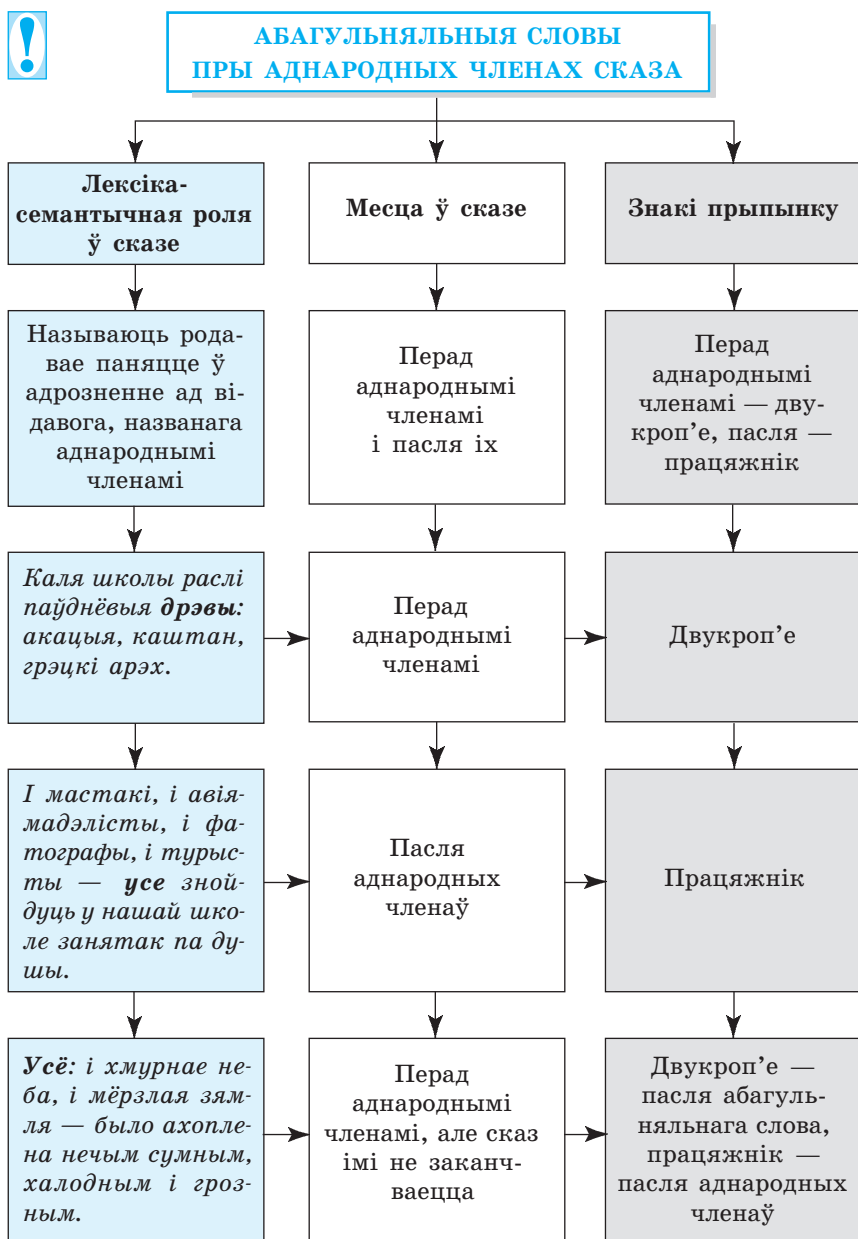 !
АБАГУЛЬНЯЛЬНЫЯ СЛОВЫ
ПРЫ АДНАРОДНЫХ ЧЛЕНАХ СКАЗА
Лексіка-
семантычная роля
ў сказе
Месца ў сказе
Знакі прыпынку
Называюць рода-
вае паняцце ў
адрозненне ад ві-
давога, названага
аднароднымі
членамі
Перад
аднароднымі
членамі
і пасля іх
Перад
аднароднымі
членамі — дву-
кроп’е, пасля —
працяжнік
Каля школы раслі
паўднёвыя дрэвы:
акацыя, каштан,
грэцкі арэх.
Перад
аднароднымі
членамі
Двукроп’е
І мастакі, і авія-
мадэлісты, і фа-
тографы, і турыс-
ты — усе зной-
дуць у нашай шко-
ле занятак па ду-
шы.
Пасля
аднародных
членаў
Працяжнік
Усё: і хмурнае не-
ба, і мёрзлая зям-
ля — было ахопле-
на нечым сумным,
халодным і гроз-
ным.
Перад
аднароднымі
членамі, але сказ
імі не заканч-
ваецца
Двукроп’е —
пасля абагуль-
няльнага слова,
працяжнік —
пасля аднародных
членаў